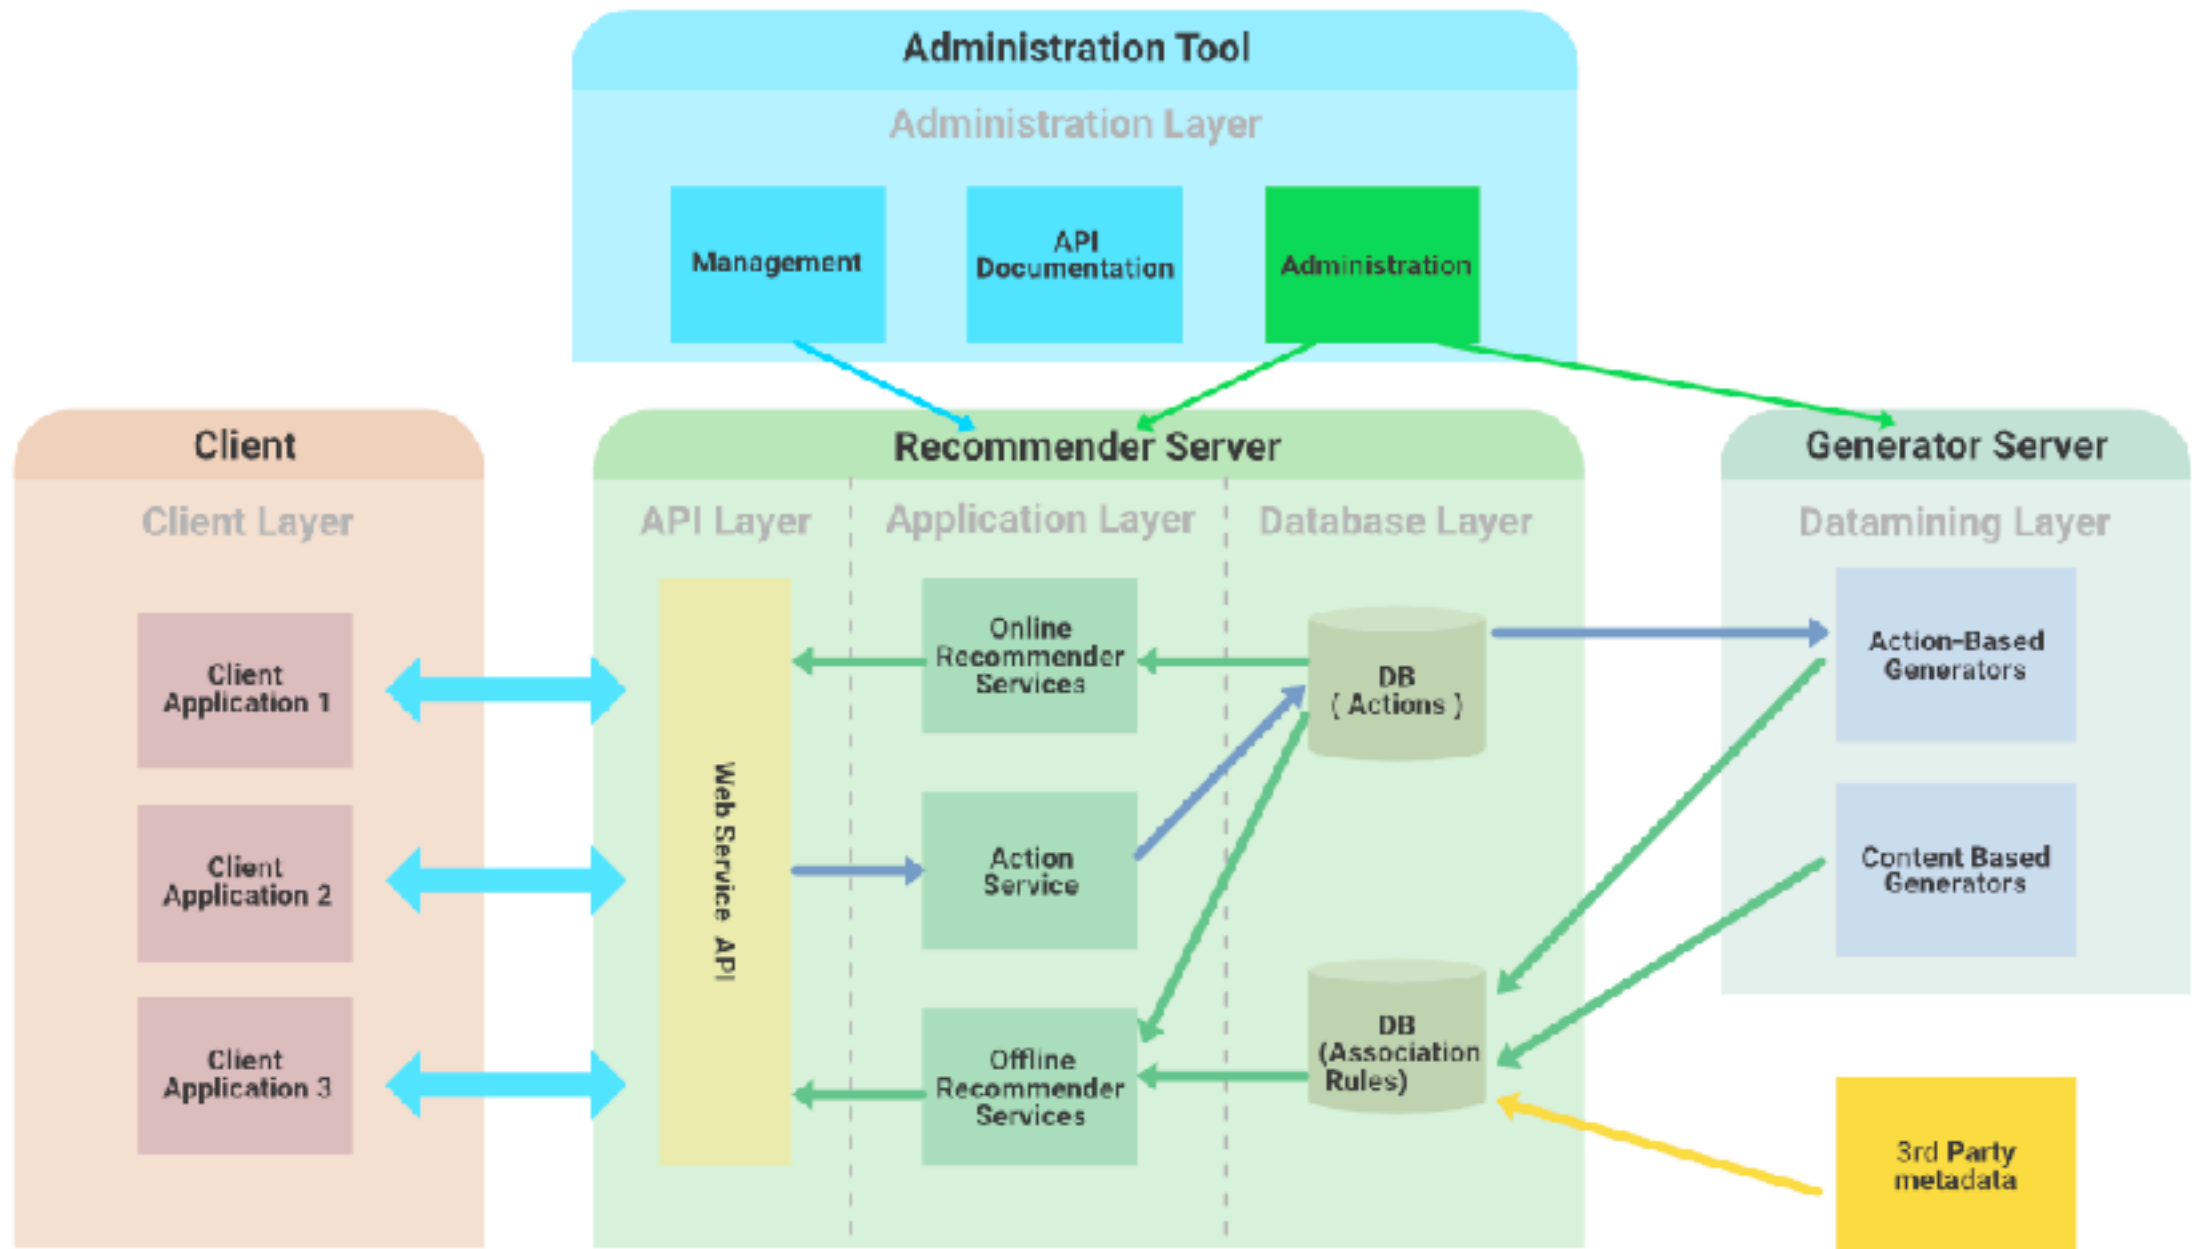 Administration Tool
Administration Layer
Management
API
Documentation
Administration
Client
Client Layer
Client
Application 1
Client
Application 2
Client
Application 3
Recommender Server
API Layer
Application Layer
Database Layer
Web Service API
Online
Recommender
Services
Action
Service
Offline
Recommender
Services
DB
( Actions )
DB
(Association
Rules)
Generator Server
Datamining Layer
Action-Based
Generators
Content Based
Generators
3rd Party
metadata